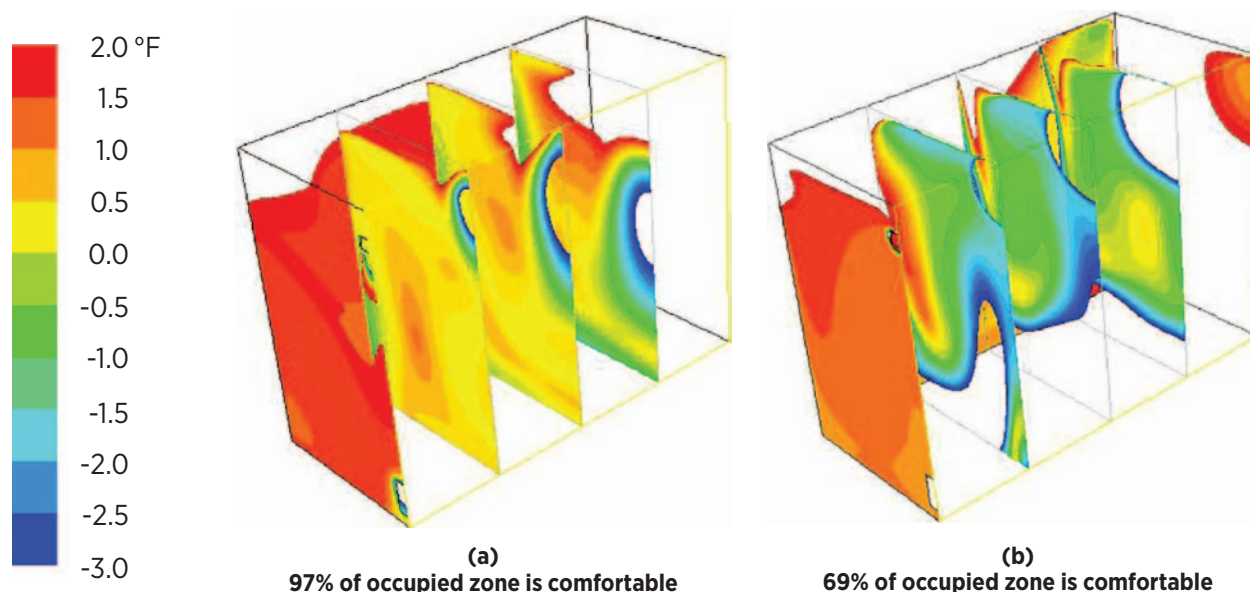 2.0 °F
1.5
1.0
0.5
0.0
-0.5
-1.0
-1.5
-2.0
-2.5
-3.0
(a)
97% of occupied zone is comfortable
(b)
69% of occupied zone is comfortable